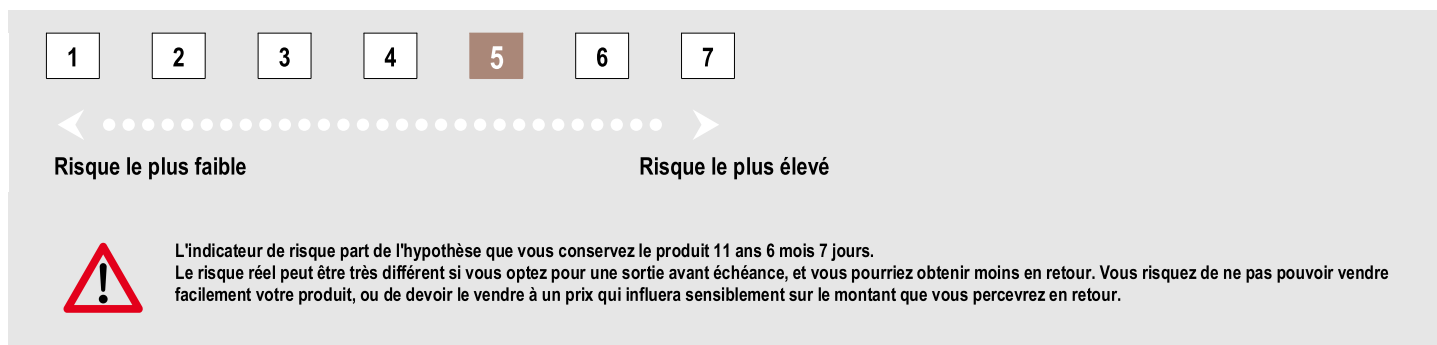 1 2 3 4 5 6 7
Risque le plus faible Risque le plus élevé
L'indicateur de risque part de l'hypothèse que vous conservez le produit 11 ans 6 mois 7 jours.
Le risque réel peut être très différent si vous optez pour une sortie avant échéance, et vous pourriez obtenir moins en retour. Vous risquez de ne pas pouvoir vendre
facilement votre produit, ou de devoir le vendre à un prix qui influera sensiblement sur le montant que vous percevrez en retour.